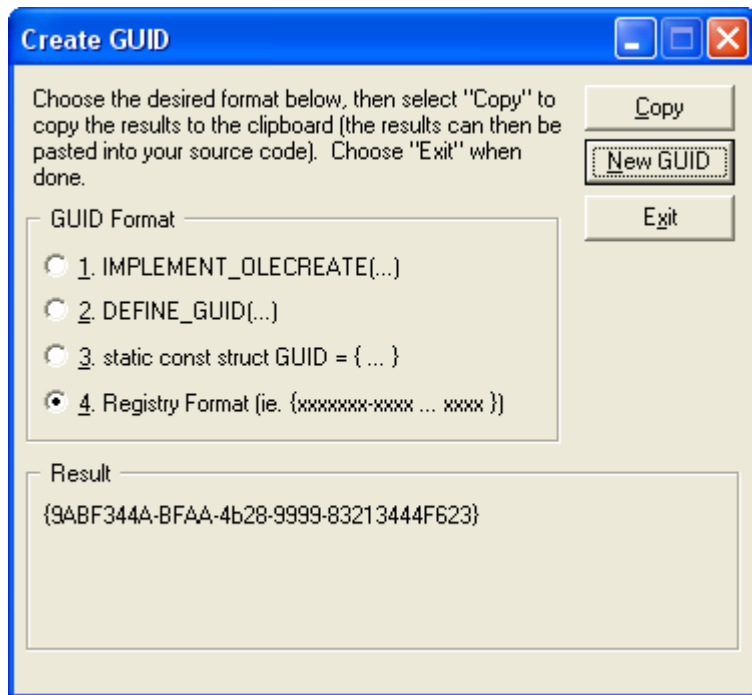 Create GUID
Choose the desired format below, then select "Copy" to
copy the results to the clipboard (the results can then be
pasted into your source code).  Choose "Exit" when
done.
Copy
New GUID
Exit
GUID Format
1. IMPLEMENT_OLECREATE(...)
2. DEFINE_GUID(...)
3. static const struct GUID = { ... }
4. Registry Format (ie. {xxxxxxx-xxxx ... xxxx })
Result
{9ABF344A-BFAA-4b28-9999-83213444F623}